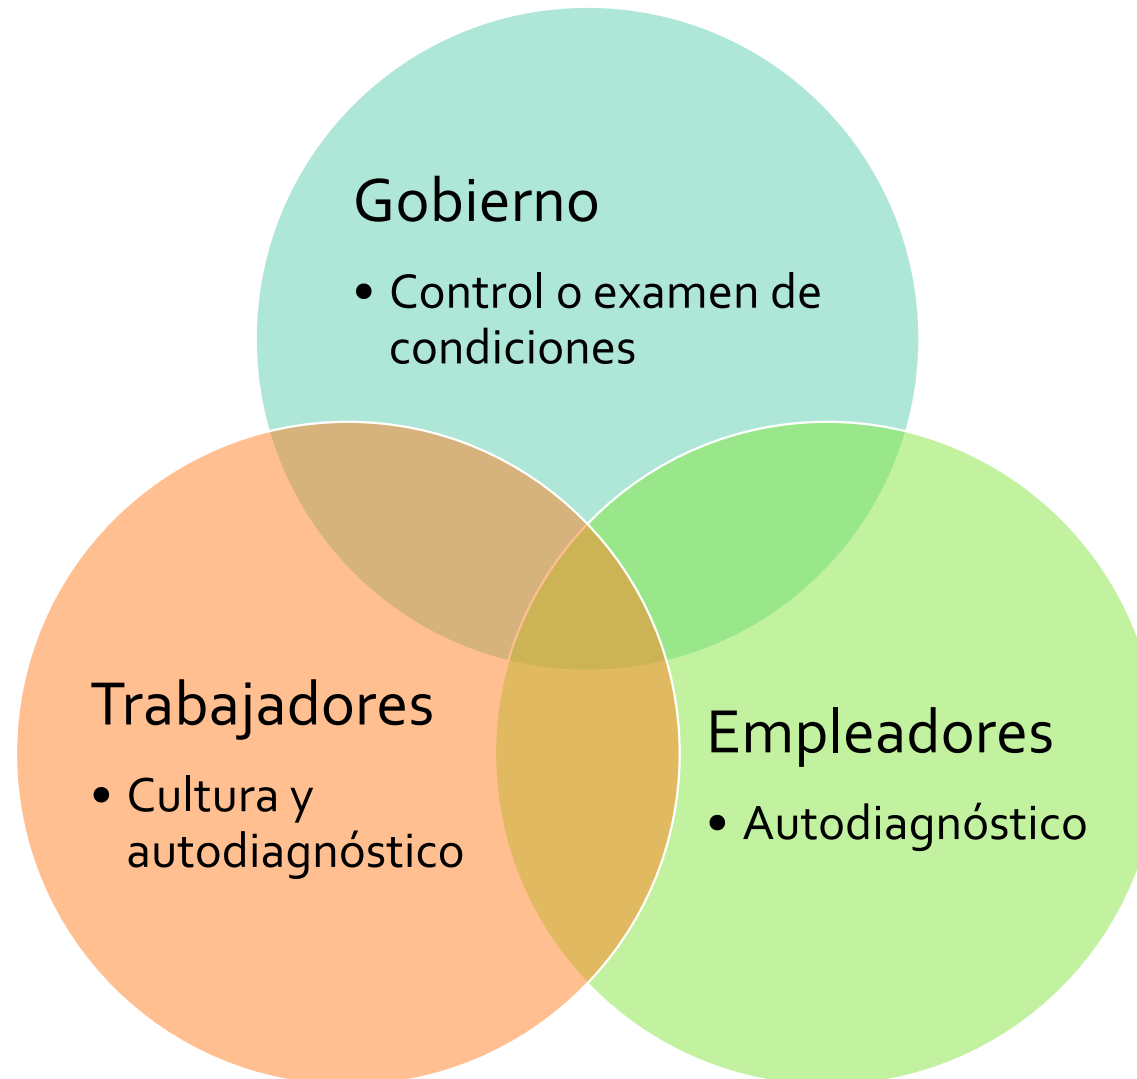 Gobierno
• Control o examen de
condiciones
Trabajadores
• Cultura y
autodiagnóstico
Empleadores
• Autodiagnóstico